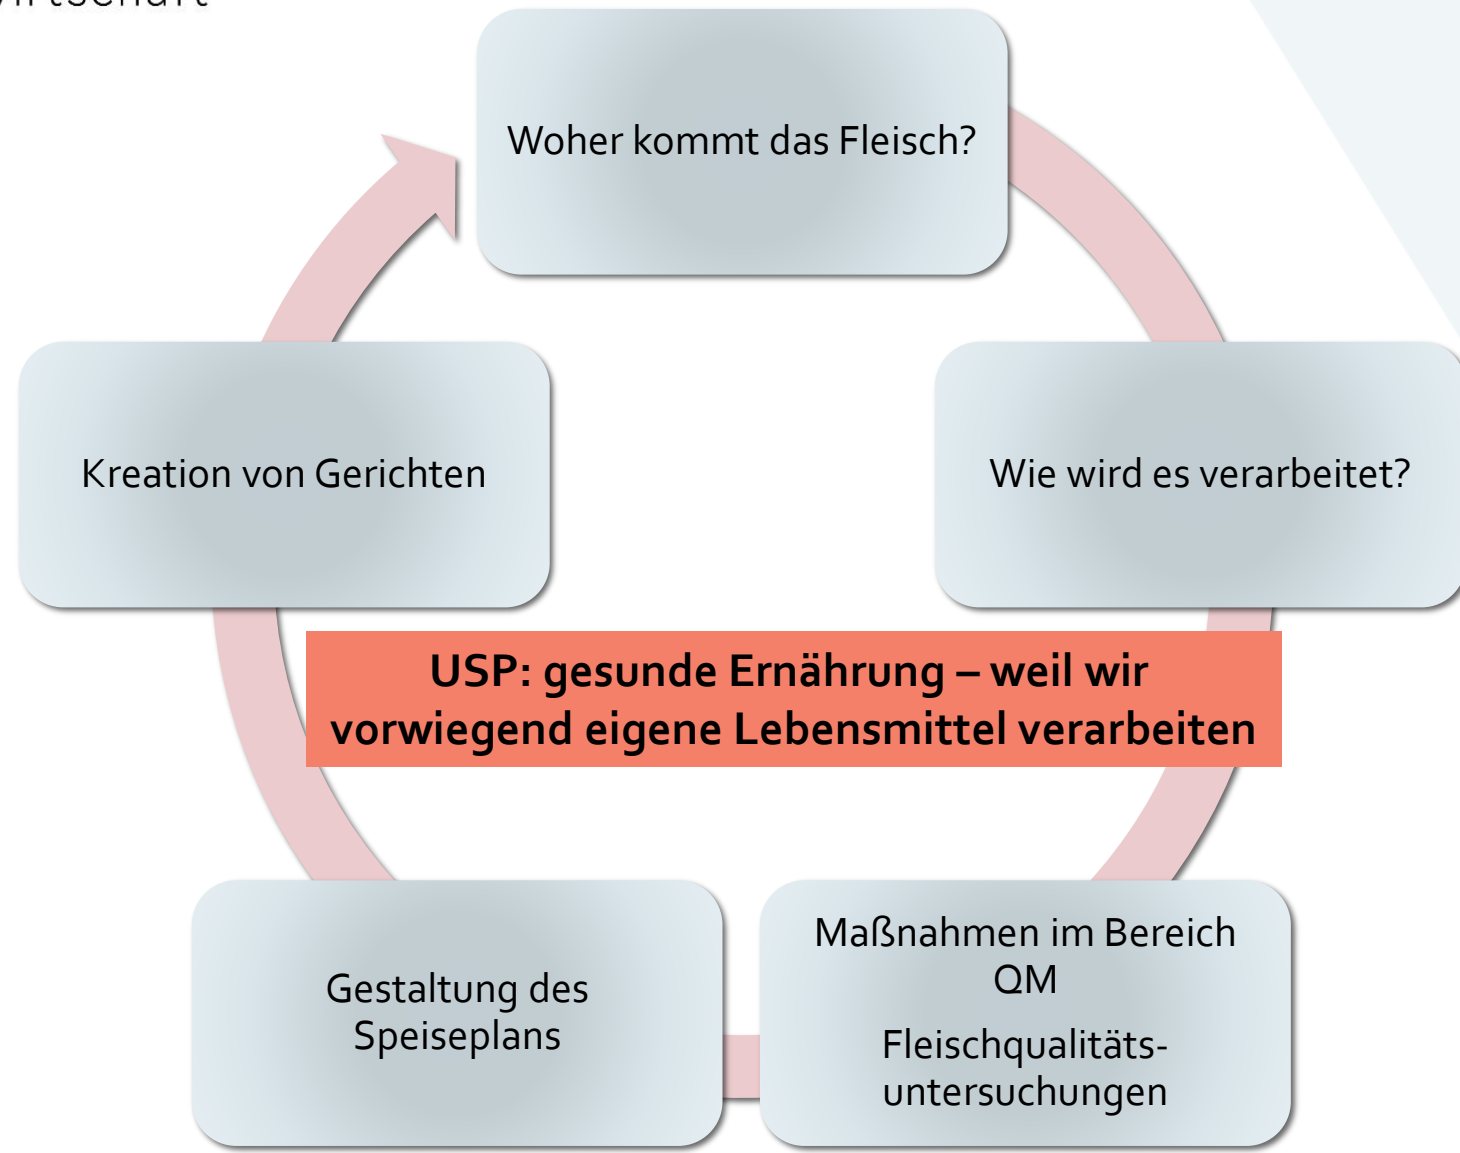 Woher kommt das Fleisch?
Kreation von Gerichten
Wie wird es verarbeitet?
USP: gesunde Ernährung – weil wir
vorwiegend eigene Lebensmittel verarbeiten
Gestaltung des
Speiseplans
Maßnahmen im Bereich
QM
Fleischqualitäts-
untersuchungen